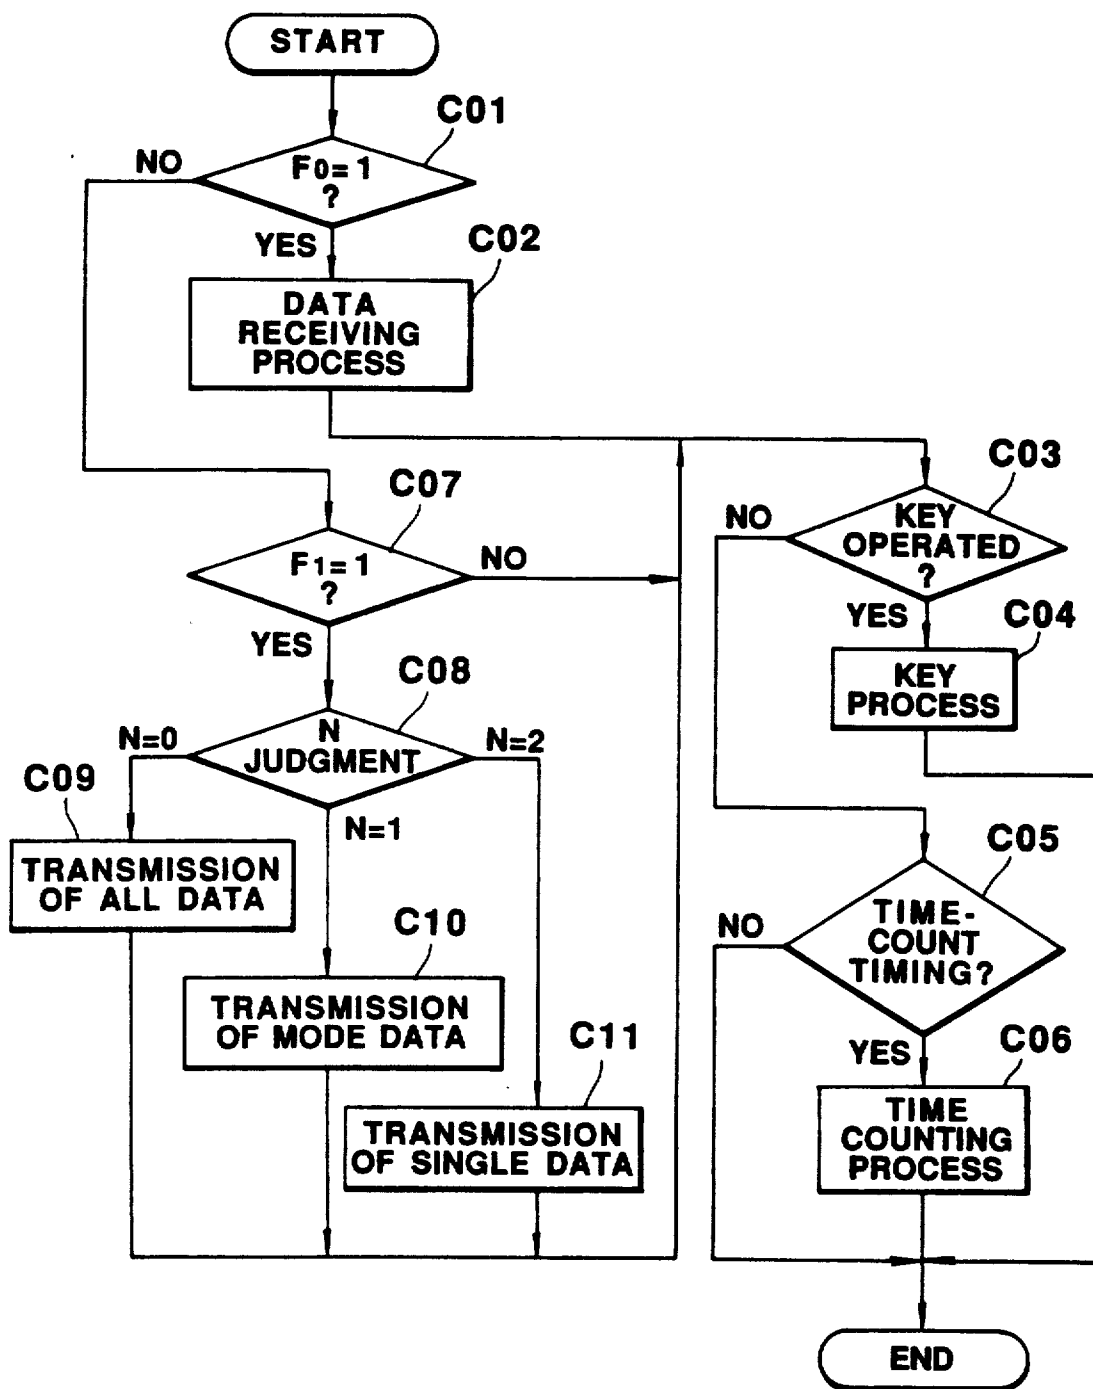 START
C01
NO
F0=1
?
YES
C02
DATA
RECEIVING
PROCESS
C03
C07
NO
KEY
OPERATED
?
F1=1
?
NO
YES
C04
YES
C08
KEY
PROCESS
N=0
N
JUDGMENT
N=2
C09
N=1
C05
TRANSMISSION
OF ALL DATA
NO
TIME-
COUNT
TIMING?
C10
TRANSMISSION
OF MODE DATA
C11
YES
C06
TIME
COUNTING
PROCESS
TRANSMISSION
OF SINGLE DATA
END